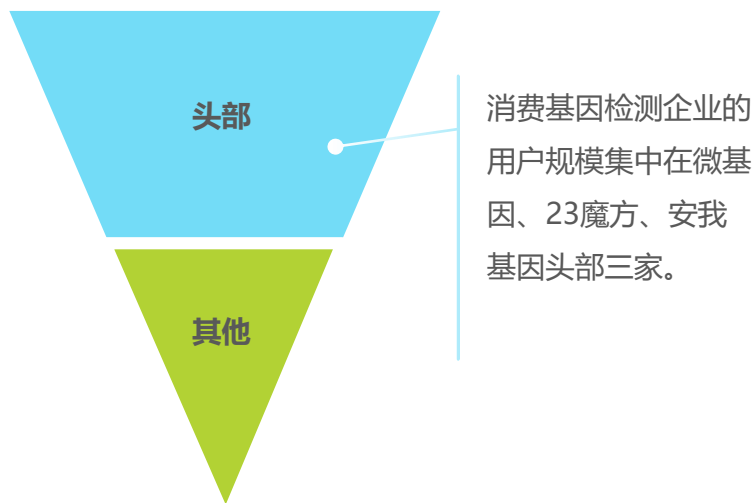 头部
消费基因检测企业的
用户规模集中在微基
因、23魔方、安我
基因头部三家。
其他